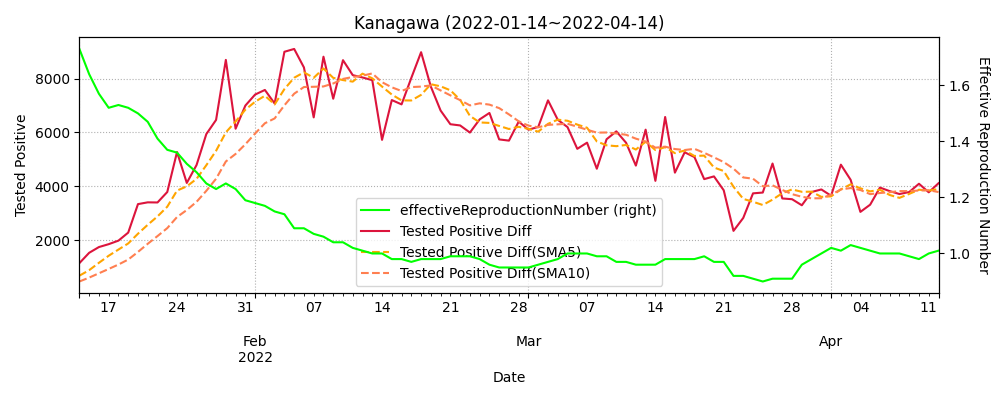 Kanagawa (2022-01-14~2022-04-14)
Tested Positive
8000
6000
4000
2000
1.6
1.4
1.2
1.0
Effective Reproduction Number
effectiveReproductionNumber (right)
Tested Positive Diff
Tested Positive Diff(SMA5)
Tested Positive Diff(SMA10)
17 24 31 07 14 21 28 07 14 21 28 04 11
Feb Mar Apr
2022
Date